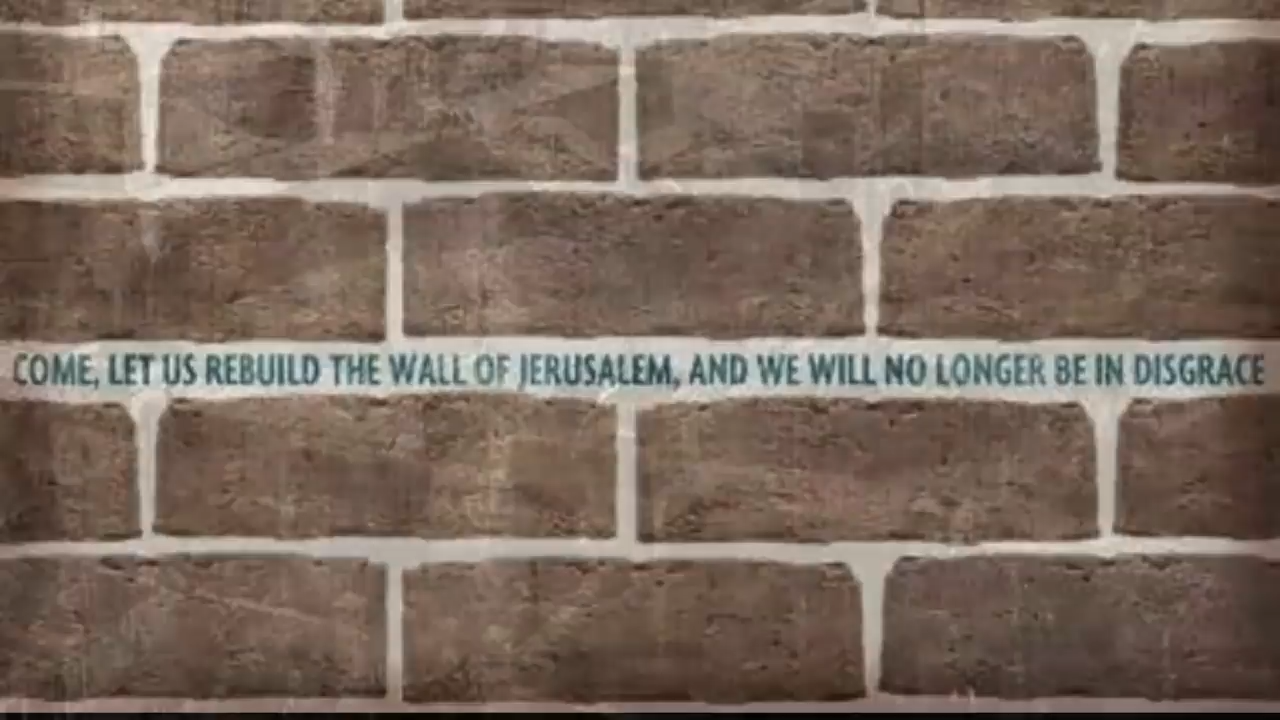 COME, LET US REBUILD THE WALL OF JERUSALEM, AND WE WILL NO LONGER BE IN DISGRACE